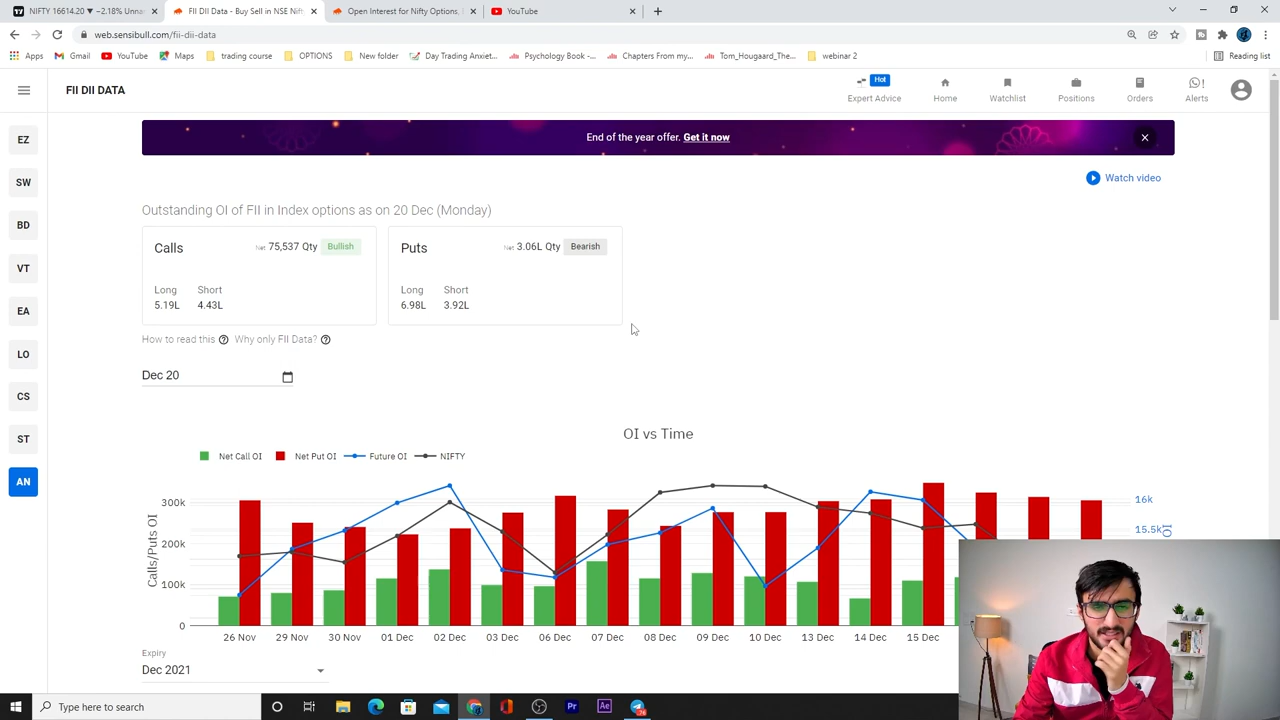 NIFTY 16614.20 ▼ −2.18% Unna
FII DII Data - Buy Sell in NSE Nift
Open Interest for Nifty Options, 
YouTube
web.sensibull.com/fii-dii-data
Apps
Gmail
YouTube
Maps
trading course
OPTIONS
New folder
Day Trading Anxiet...
Psychology Book -...
Chapters From my...
Tom_Hougaard_The...
webinar 2
Reading list
FII DII DATA
Hot
Expert Advice
Home
Watchlist
Positions
Orders
Alerts
EZ
SW
BD
VT
EA
LO
CS
ST
AN
End of the year offer. Get it now
Watch video
Outstanding OI of FII in Index options as on 20 Dec (Monday)
Calls
Net 75,537 Qty Bullish
Long Short
5.19L 4.43L
Puts
Net 3.06L Qty Bearish
Long Short
6.98L 3.92L
How to read this Why only FII Data?
Dec 20
OI vs Time
Net Call OI Net Put OI Future OI NIFTY
Calls/Puts OI
300k
200k
100k
0
16k
15.5k
26 Nov 29 Nov 30 Nov 01 Dec 02 Dec 03 Dec 06 Dec 07 Dec 08 Dec 09 Dec 10 Dec 13 Dec 14 Dec 15 Dec
Expiry
Dec 2021
Type here to search